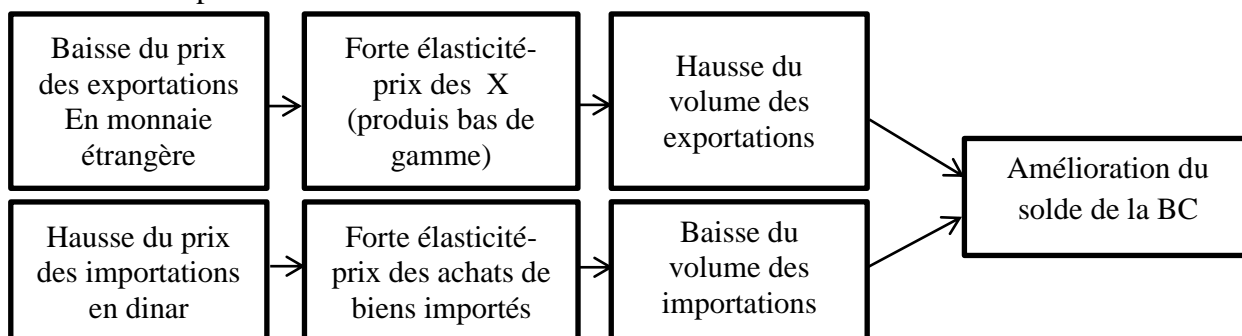 Baisse du prix
des exportations
En monnaie
étrangère
Forte élasticité-
prix des X
(produis bas de
gamme)
Hausse du
volume des
exportations
Amélioration du
solde de la BC
Hausse du prix
des importations
en dinar
Forte élasticité-
prix des achats de
biens importés
Baisse du
volume des
importations